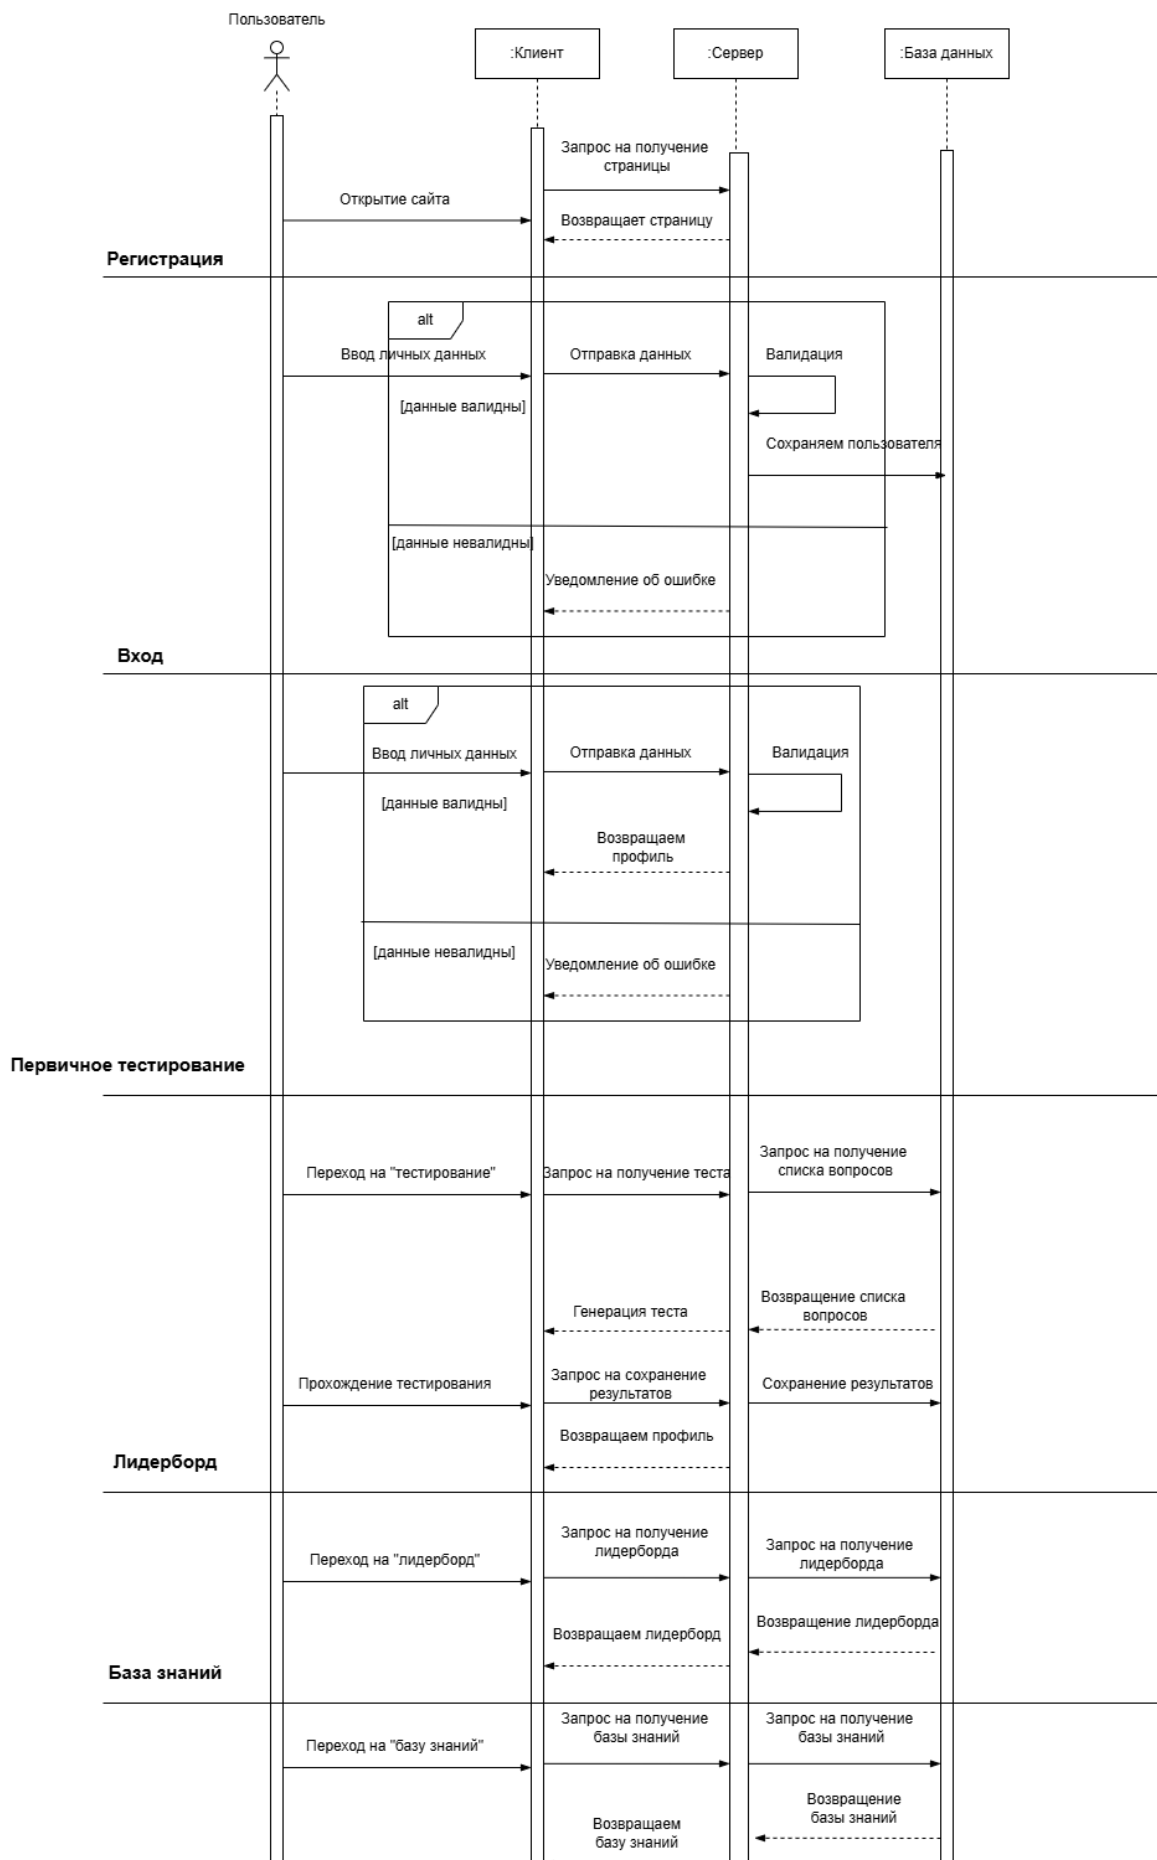 Пользователь
:Клиент
:Сервер
:База данных
Запрос на получение
страницы
Открытие сайта
Возвращает страницу
Регистрация
alt
Ввод личных данных
Отправка данных
Валидация
[данные валидны]
Сохраняем пользователя
[данные невалидны]
Уведомление об ошибке
Вход
alt
Ввод личных данных
Отправка данных
Валидация
[данные валидны]
Возвращаем
профиль
[данные невалидны]
Уведомление об ошибке
Первичное тестирование
Переход на "тестирование"
Запрос на получение теста
Запрос на получение
списка вопросов
Возвращение списка
вопросов
Генерация теста
Прохождение тестирования
Запрос на сохранение
результатов
Сохранение результатов
Возвращаем профиль
Лидерборд
Переход на "лидерборд"
Запрос на получение
лидерборда
Запрос на получение
лидерборда
Возвращаем лидерборд
Возвращение лидерборда
База знаний
Переход на "базу знаний"
Запрос на получение
базы знаний
Запрос на получение
базы знаний
Возвращение
базы знаний
Возвращаем
базу знаний